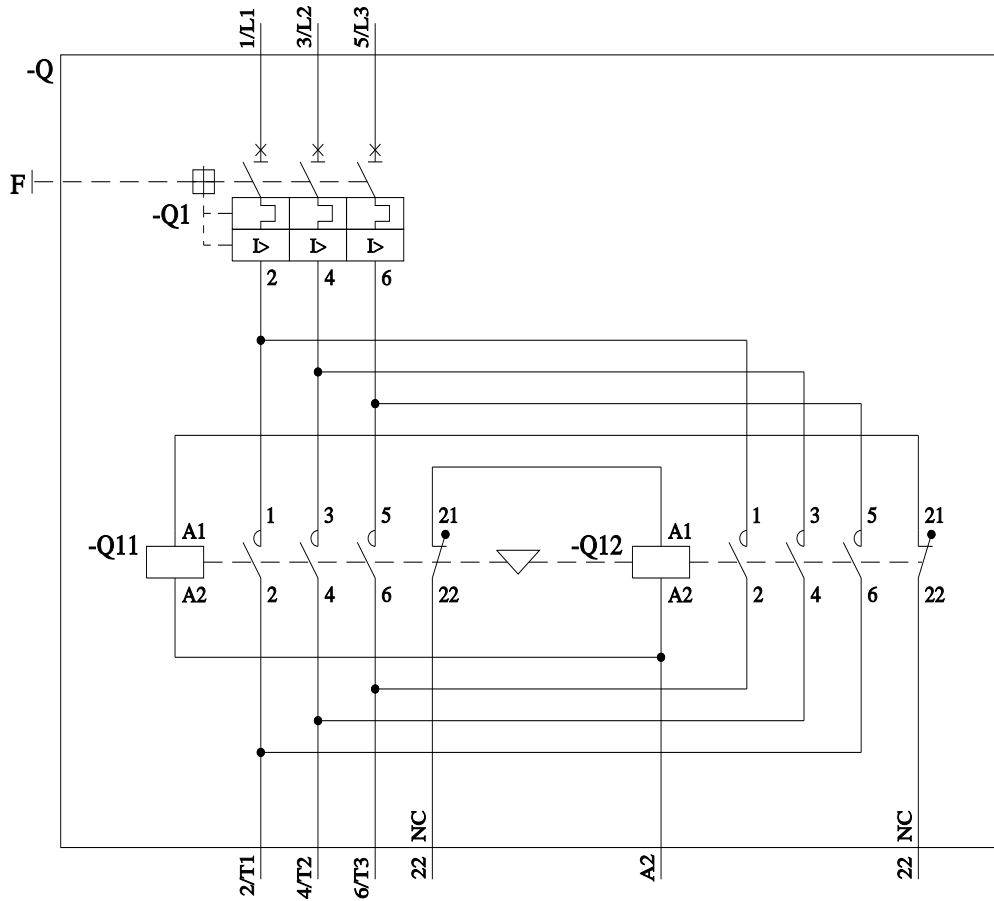 1/L1 3/L2 5/L3
-Q
F
-Q1
I> I> I>
2 4 6
1 3 5 21 1 3 5 21
-Q11 A1 -Q12 A1
A2 2 4 6 22 A2 2 4 6 22
2/T1 4/T2 6/T3 22 NC A2 22 NC